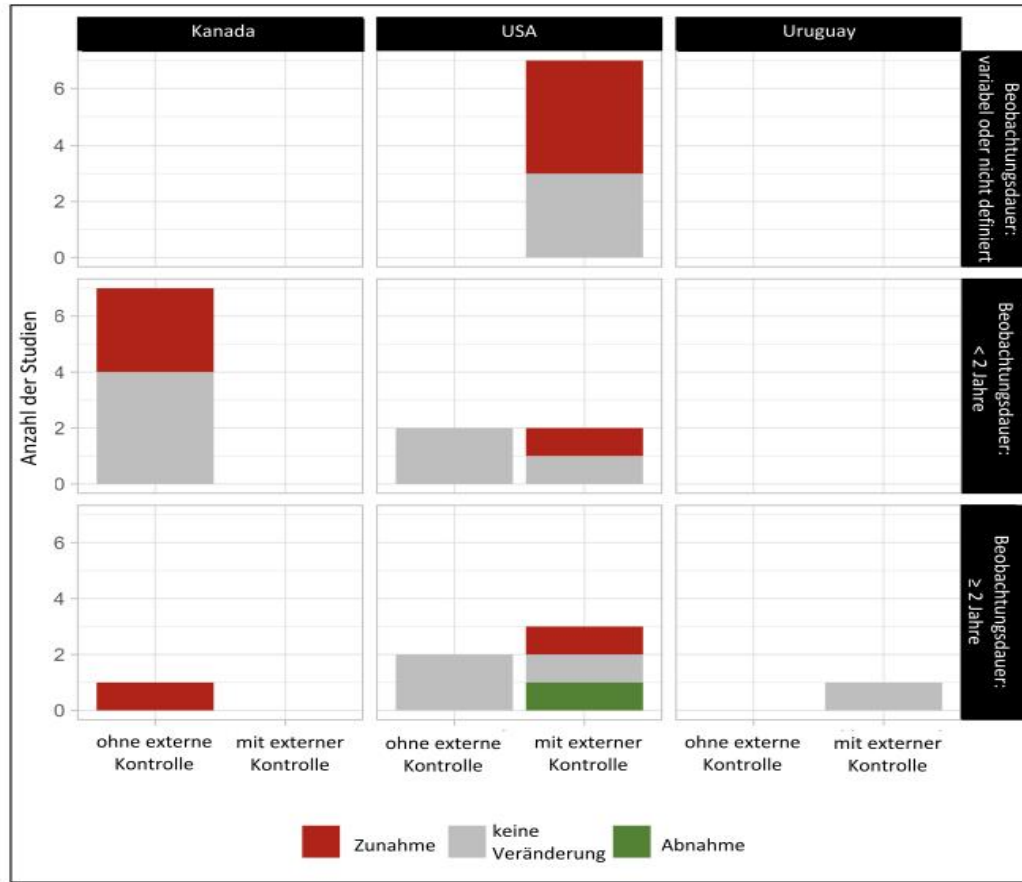 Kanada
USA
Uruguay
Anzahl der Studien
6
4
2
0
Beobachtungsdauer:
variabel oder nicht definiert
6
4
2
0
Beobachtungsdauer:
< 2 Jahre
6
4
2
0
Beobachtungsdauer:
≥ 2 Jahre
ohne externe
Kontrolle
mit externer
Kontrolle
ohne externe
Kontrolle
mit externer
Kontrolle
ohne externe
Kontrolle
mit externer
Kontrolle
Zunahme
keine
Veränderung
Abnahme